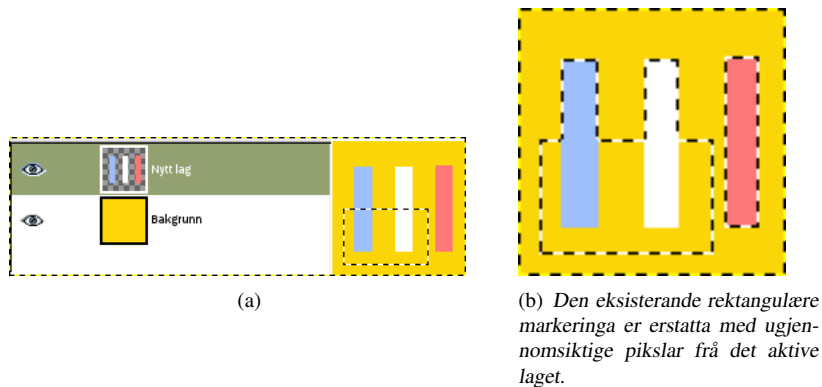 Nytt lag
Bakgrunn
(a)
(b) Den eksisterande rektangulære
markeringa er erstatta med ugjen-
nomsiktige pikslar frå det aktive
laget.